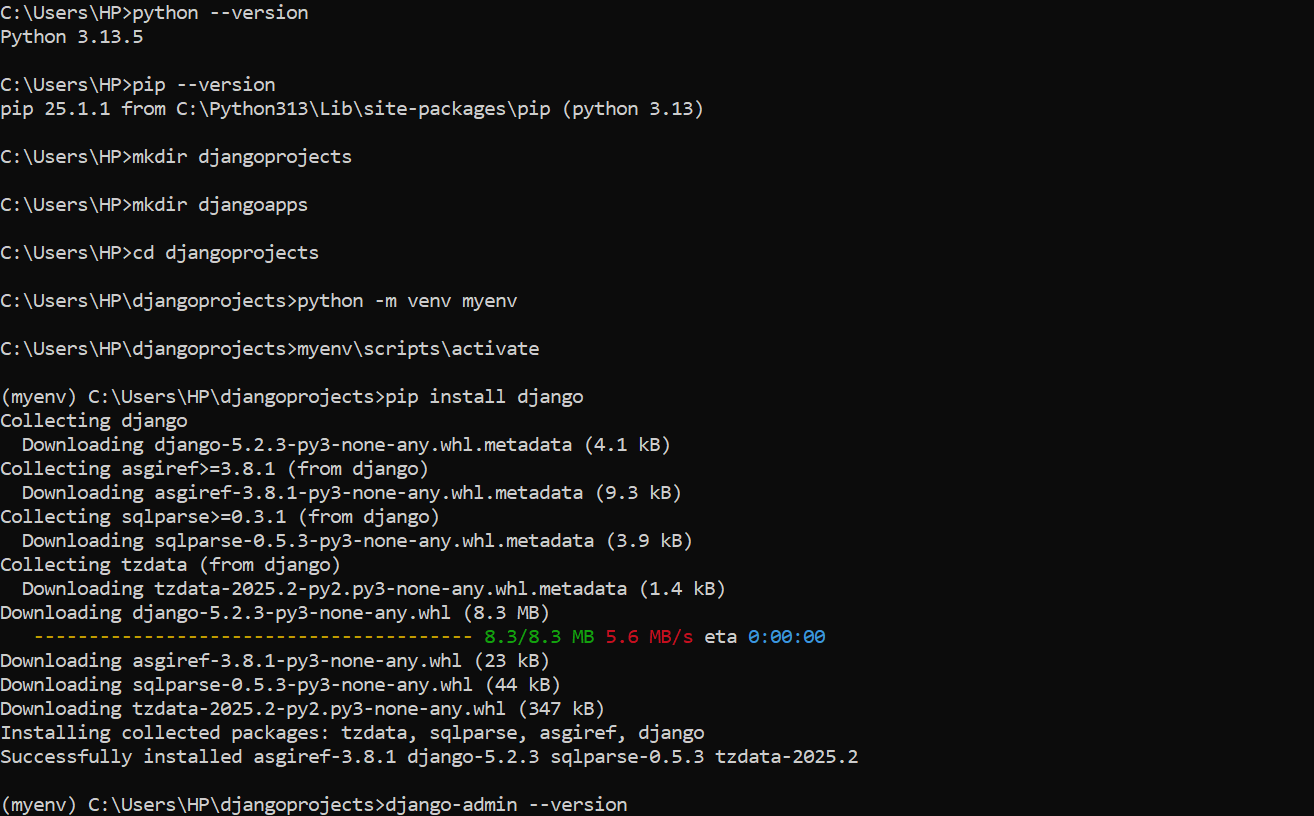 C:\Users\HP>python --version
Python 3.13.5
C:\Users\HP>pip --version
pip 25.1.1 from C:\Python313\Lib\site-packages\pip (python 3.13)
C:\Users\HP>mkdir djangoprojects
C:\Users\HP>mkdir djangoapps
C:\Users\HP>cd djangoprojects
C:\Users\HP\djangoprojects>python -m venv myenv
C:\Users\HP\djangoprojects>myenv\scripts\activate
(myenv) C:\Users\HP\djangoprojects>pip install django
Collecting django
  Downloading django-5.2.3-py3-none-any.whl.metadata (4.1 kB)
Collecting asgiref>=3.8.1 (from django)
  Downloading asgiref-3.8.1-py3-none-any.whl.metadata (9.3 kB)
Collecting sqlparse>=0.3.1 (from django)
  Downloading sqlparse-0.5.3-py3-none-any.whl.metadata (3.9 kB)
Collecting tzdata (from django)
  Downloading tzdata-2025.2-py2.py3-none-any.whl.metadata (1.4 kB)
Downloading django-5.2.3-py3-none-any.whl (8.3 MB)
   ---------------------------------------- 8.3/8.3 MB 5.6 MB/s eta 0:00:00
Downloading asgiref-3.8.1-py3-none-any.whl (23 kB)
Downloading sqlparse-0.5.3-py3-none-any.whl (44 kB)
Downloading tzdata-2025.2-py2.py3-none-any.whl (347 kB)
Installing collected packages: tzdata, sqlparse, asgiref, django
Successfully installed asgiref-3.8.1 django-5.2.3 sqlparse-0.5.3 tzdata-2025.2
(myenv) C:\Users\HP\djangoprojects>django-admin --version